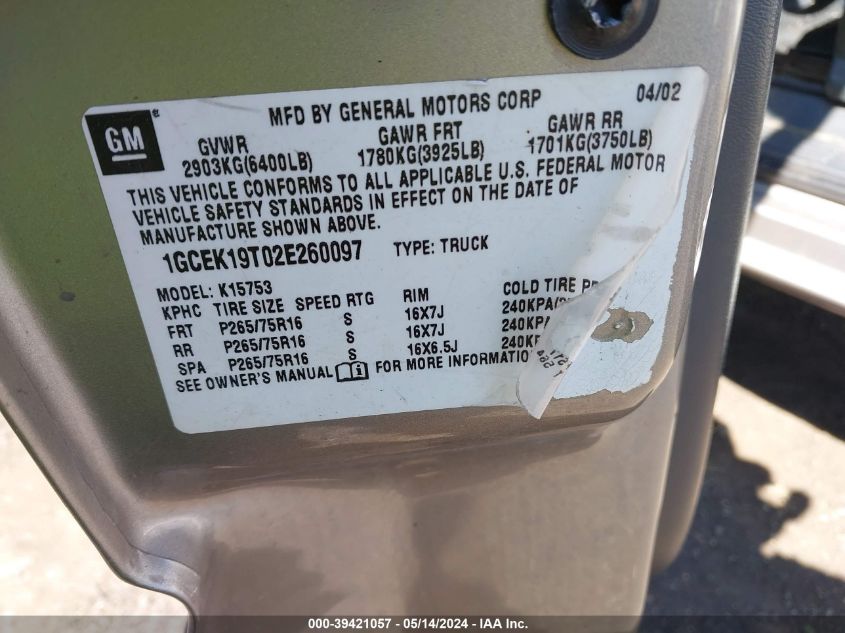 GM
MFD BY GENERAL MOTORS CORP 04/02
GVWR GAWR FRT GAWR RR
2903KG(6400LB) 1780KG(3925LB) 1701KG(3750LB)
THIS VEHICLE CONFORMS TO ALL APPLICABLE U.S. FEDERAL MOTOR
VEHICLE SAFETY STANDARDS IN EFFECT ON THE DATE OF
MANUFACTURE SHOWN ABOVE.
1GCEK19T02E260097 TYPE: TRUCK
MODEL: K15753
KPHC TIRE SIZE SPEED RTG RIM COLD TIRE
FRT P265/75R16 S 16X7J 240KPA
RR P265/75R16 S 16X7J 240KPA
SPA P265/75R16 S 16X6.5J
SEE OWNER'S MANUAL FOR MORE INFORMATION
000-39421057 / 05/14/2024 / IAA Inc.